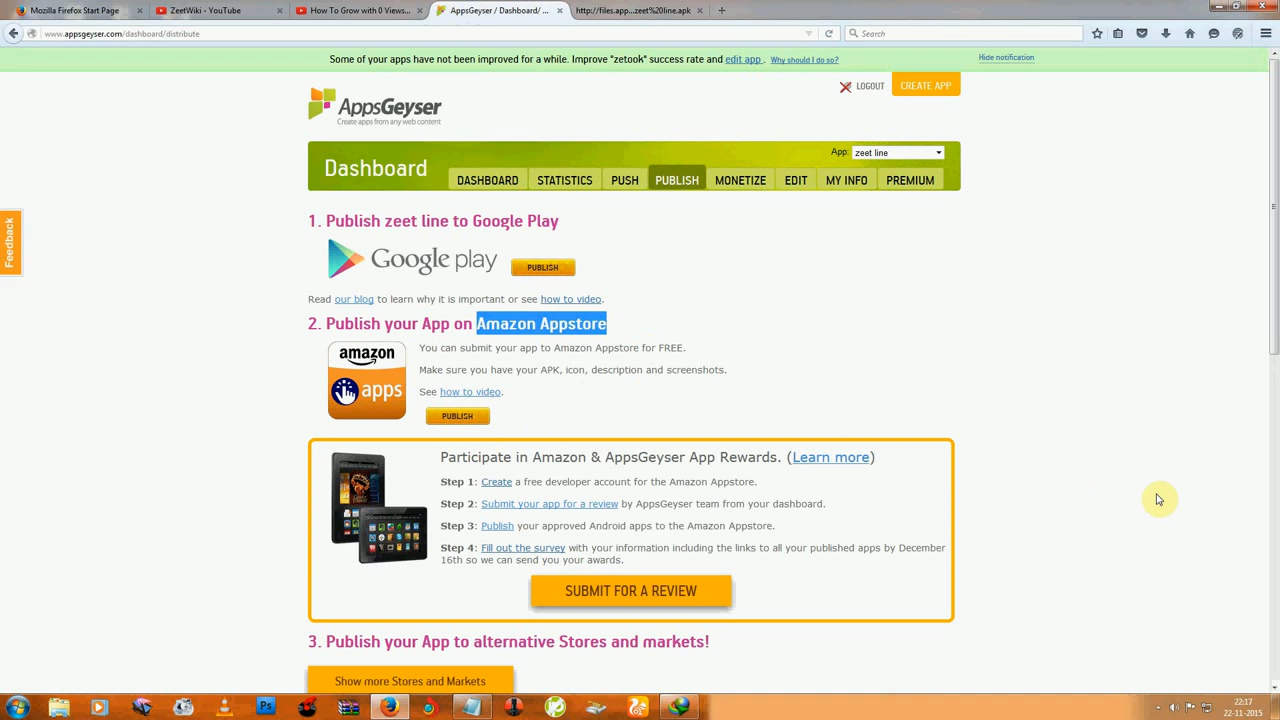 Mozilla Firefox Start Page
ZeetWiki - YouTube
How To Grow with 0 Views...
AppsGeyser / Dashboard/ ...
http://files.app...zeet%20line.apk
www.appsgeyser.com/dashboard/distribute
Search
Some of your apps have not been improved for a while. Improve "zetook" success rate and edit app . Why should I do so?
Hide notification
LOGOUT
CREATE APP
AppsGeyser
Create apps from any web content
App: zeet line
Dashboard
DASHBOARD STATISTICS PUSH PUBLISH MONETIZE EDIT MY INFO PREMIUM
Feedback
1. Publish zeet line to Google Play
Google play
PUBLISH
Read our blog to learn why it is important or see how to video.
2. Publish your App on Amazon Appstore
amazon
apps
You can submit your app to Amazon Appstore for FREE.
Make sure you have your APK, icon, description and screenshots.
See how to video.
PUBLISH
Participate in Amazon & AppsGeyser App Rewards. (Learn more)
Step 1: Create a free developer account for the Amazon Appstore.
Step 2: Submit your app for a review by AppsGeyser team from your dashboard.
Step 3: Publish your approved Android apps to the Amazon Appstore.
Step 4: Fill out the survey with your information including the links to all your published apps by December
16th so we can send you your awards.
SUBMIT FOR A REVIEW
3. Publish your App to alternative Stores and markets!
Show more Stores and Markets
Ps
22:17
22-11-2015